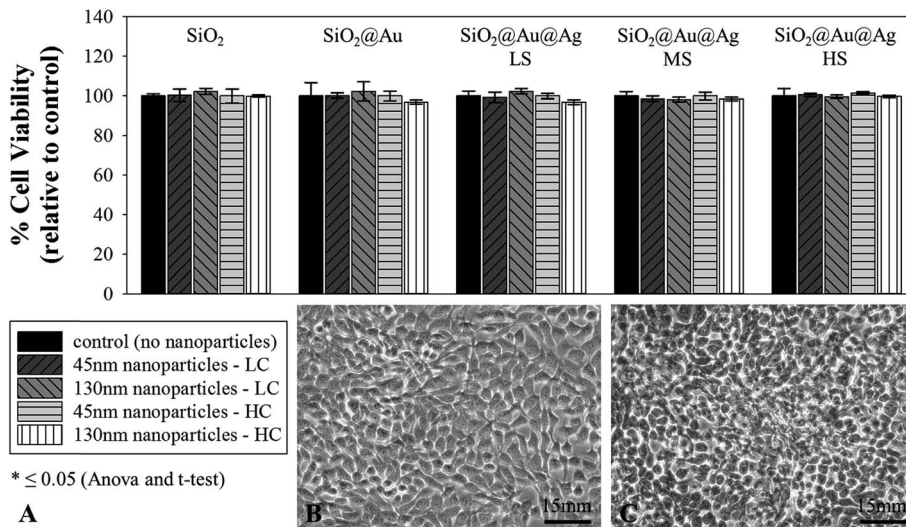 % Cell Viability
(relative to control)
140
120
100
80
60
40
20
0
SiO2
SiO2@Au
SiO2@Au@Ag
LS
SiO2@Au@Ag
MS
SiO2@Au@Ag
HS
control (no nanoparticles)
45nm nanoparticles - LC
130nm nanoparticles - LC
45nm nanoparticles - HC
130nm nanoparticles - HC
* ≤ 0.05 (Anova and t-test)
A
B
15mm
C
15mm